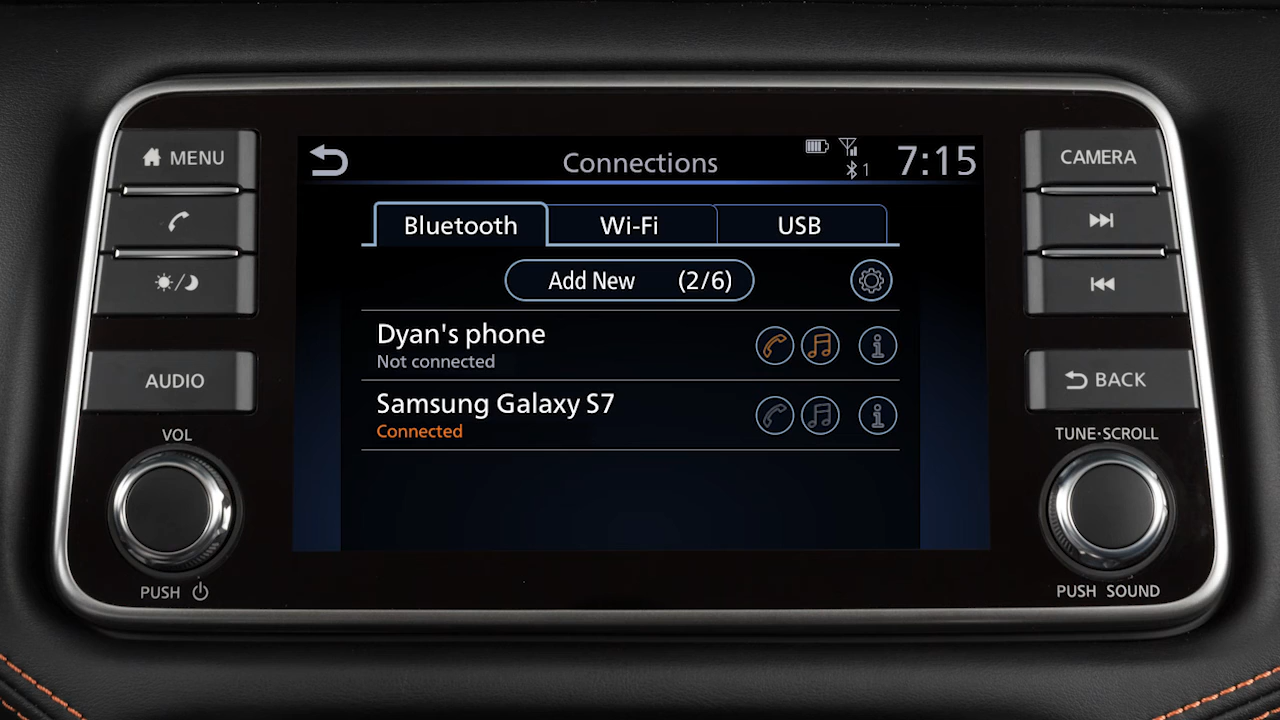 MENU
AUDIO
VOL
PUSH
Connections
1
7:15
Bluetooth
Wi-Fi
USB
Add New (2/6)
Dyan's phone
Not connected
Samsung Galaxy S7
Connected
CAMERA
BACK
TUNE·SCROLL
PUSH SOUND